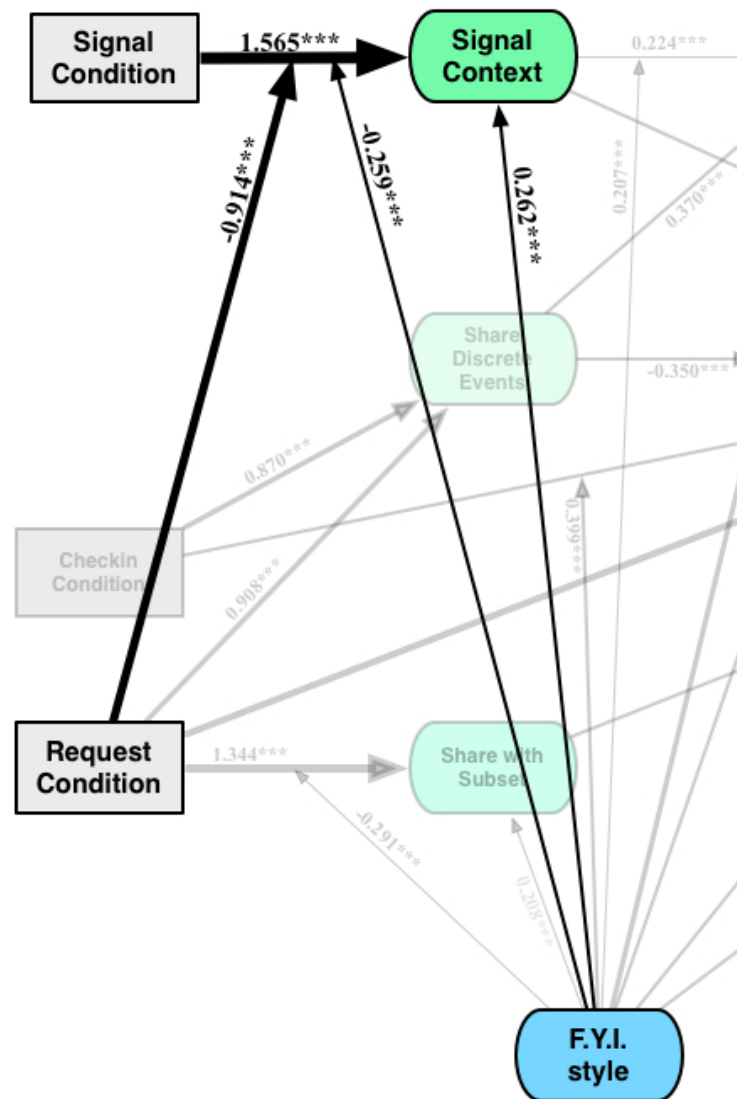 Signal
Condition
1.565***
Signal
Context
0.224***
-0.914***
-0.259***
0.262***
0.207***
0.370***
Share
Discrete
Events
-0.350***
0.870***
Checkin
Condition
0.908***
0.399***
Request
Condition
1.344***
Share with
Subset
-0.291***
0.208***
F.Y.I.
style